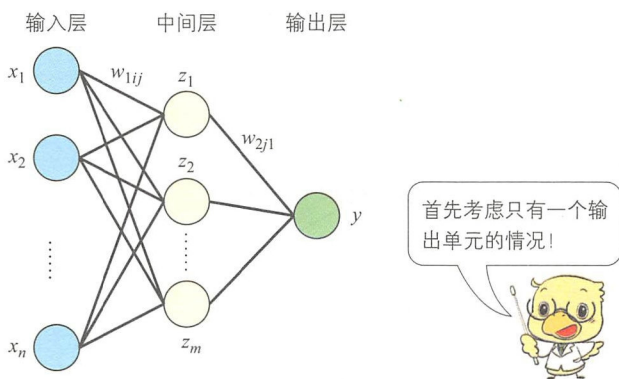 输入层 中间层 输出层
x₁ w₁ᵢⱼ z₁
w₂ⱼ₁
x₂ z₂
y
首先考虑只有一个输
出单元的情况！
……
……
xₙ zₘ